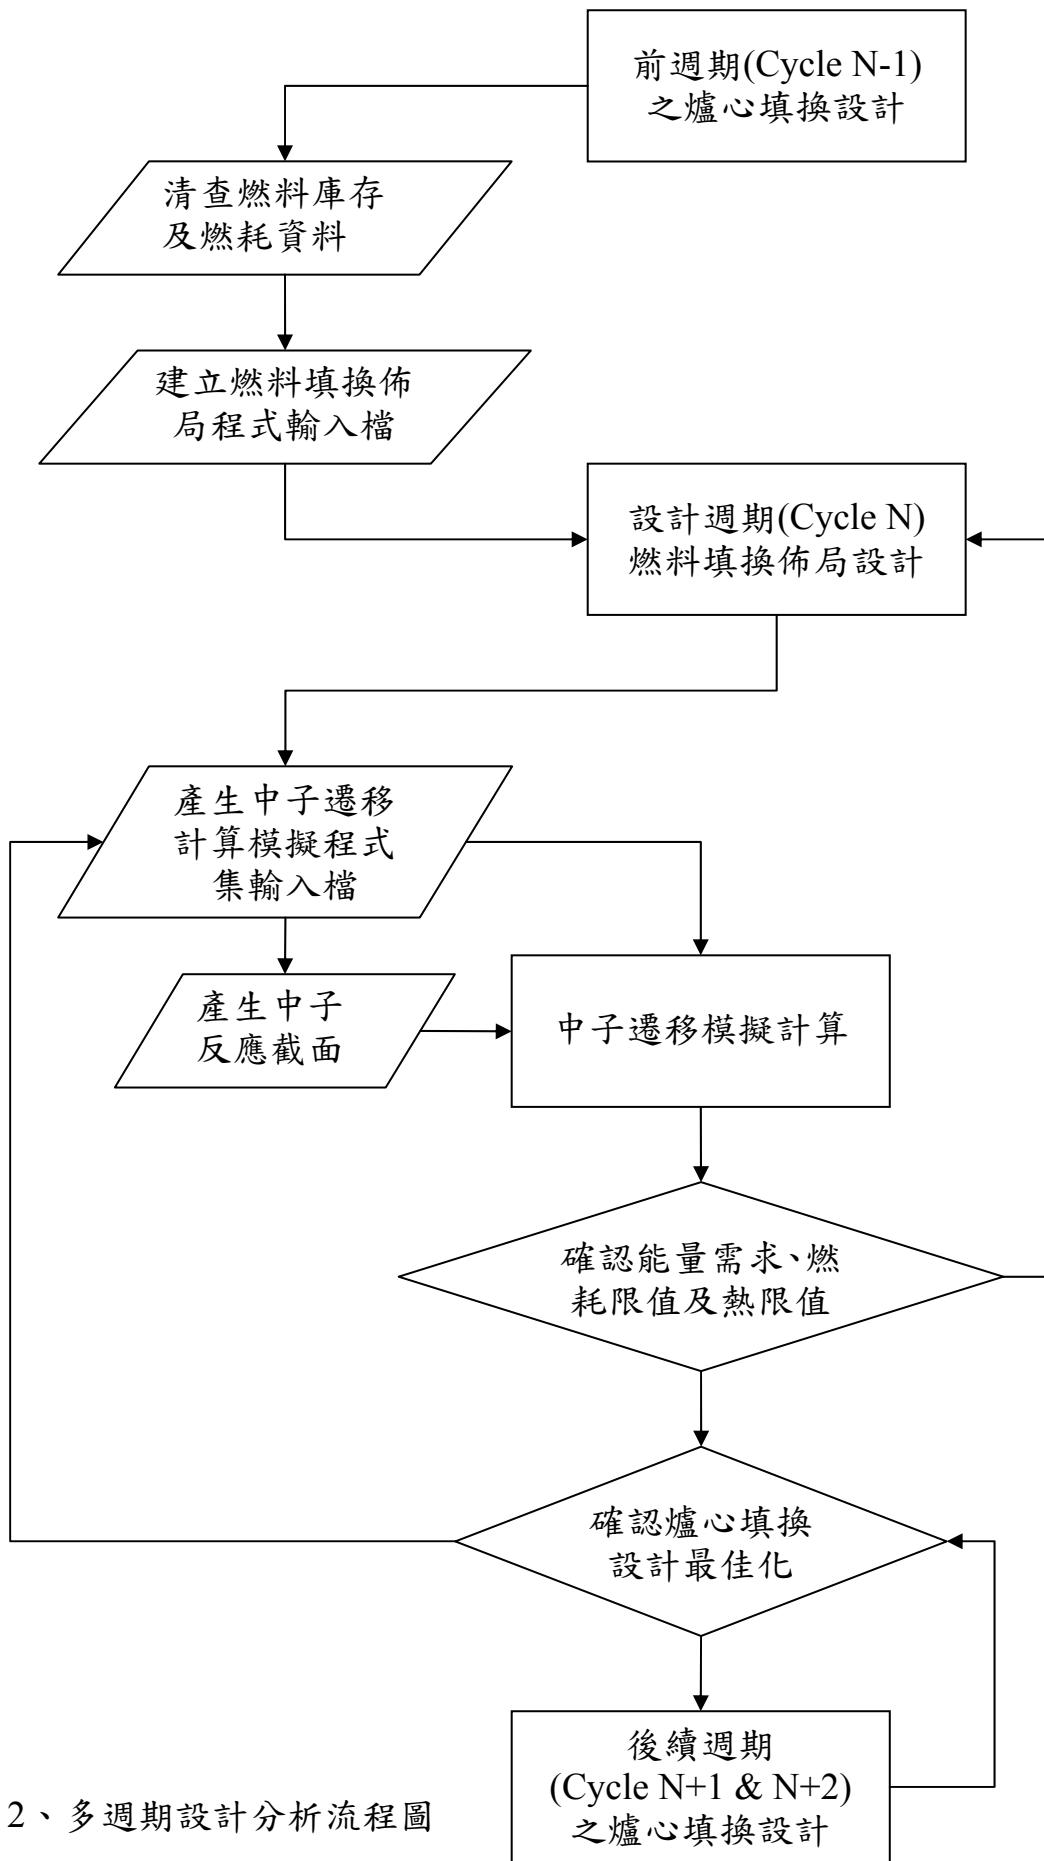 前週期(Cycle N-1)
之爐心填換設計
清查燃料庫存
及燃耗資料
建立燃料填換佈
局程式輸入檔
設計週期(Cycle N)
燃料填換佈局設計
產生中子遷移
計算模擬程式
集輸入檔
產生中子
反應截面
中子遷移模擬計算
確認能量需求、燃
耗限值及熱限值
確認爐心填換
設計最佳化
後續週期
(Cycle N+1 & N+2)
之爐心填換設計
2、多週期設計分析流程圖